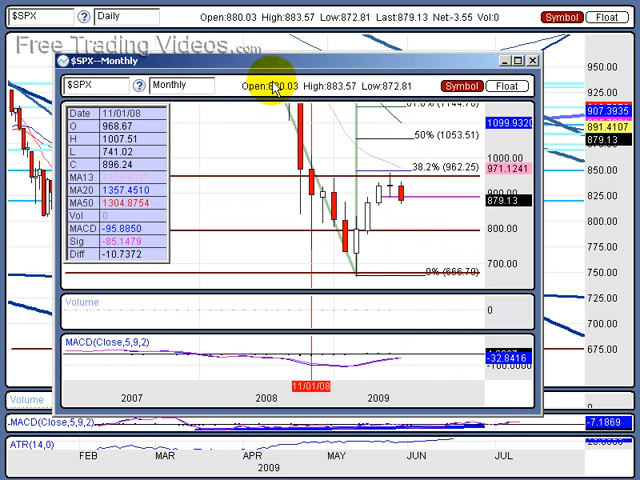 $SPX ? Daily Open:880.03 High:883.57 Low:872.81 Last:879.13 Net:-3.55 Vol:0 Symbol Float
Free Trading Videos.com
$SPX--Monthly
$SPX ? Monthly Open:880.03 High:883.57 Low:872.81 Symbol Float
Date 11/01/08
O 968.67
H 1007.51
L 741.02
C 896.24
MA13
MA20 1357.4510
MA50 1304.8754
Vol 0
MACD -95.8850
Sig -85.1479
Diff -10.7372
61.8% (1144.70)
50% (1053.51)
38.2% (962.25)
0% (666.70)
1099.9320
1000.00
971.1241
900.00
879.13
800.00
700.00
Volume
0
MACD(Close,5,9,2)
-32.8416
-100.0000
2007 2008 11/01/08 2009
950.00
907.3935
891.4107
879.13
850.00
825.00
800.00
775.00
750.00
725.00
700.00
675.00
Volume
0
MACD(Close,5,9,2)
-7.1869
ATR(14,0)
20.0000
FEB MAR APR MAY JUN JUL
2009